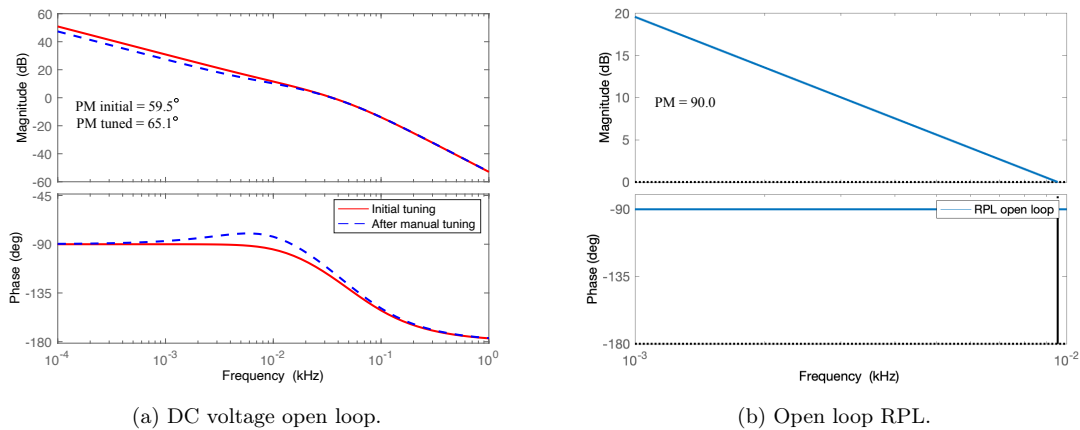 60
40
20
0
-20
-40
-60
Magnitude (dB)
PM initial = 59.5°
PM tuned = 65.1°
-45
-90
-135
-180
Phase (deg)
Initial tuning
After manual tuning
10^-4
10^-3
10^-2
10^-1
10^0
Frequency (kHz)
(a) DC voltage open loop.
20
15
10
5
0
Magnitude (dB)
PM = 90.0
-90
-135
-180
Phase (deg)
RPL open loop
10^-3
10^-2
Frequency (kHz)
(b) Open loop RPL.